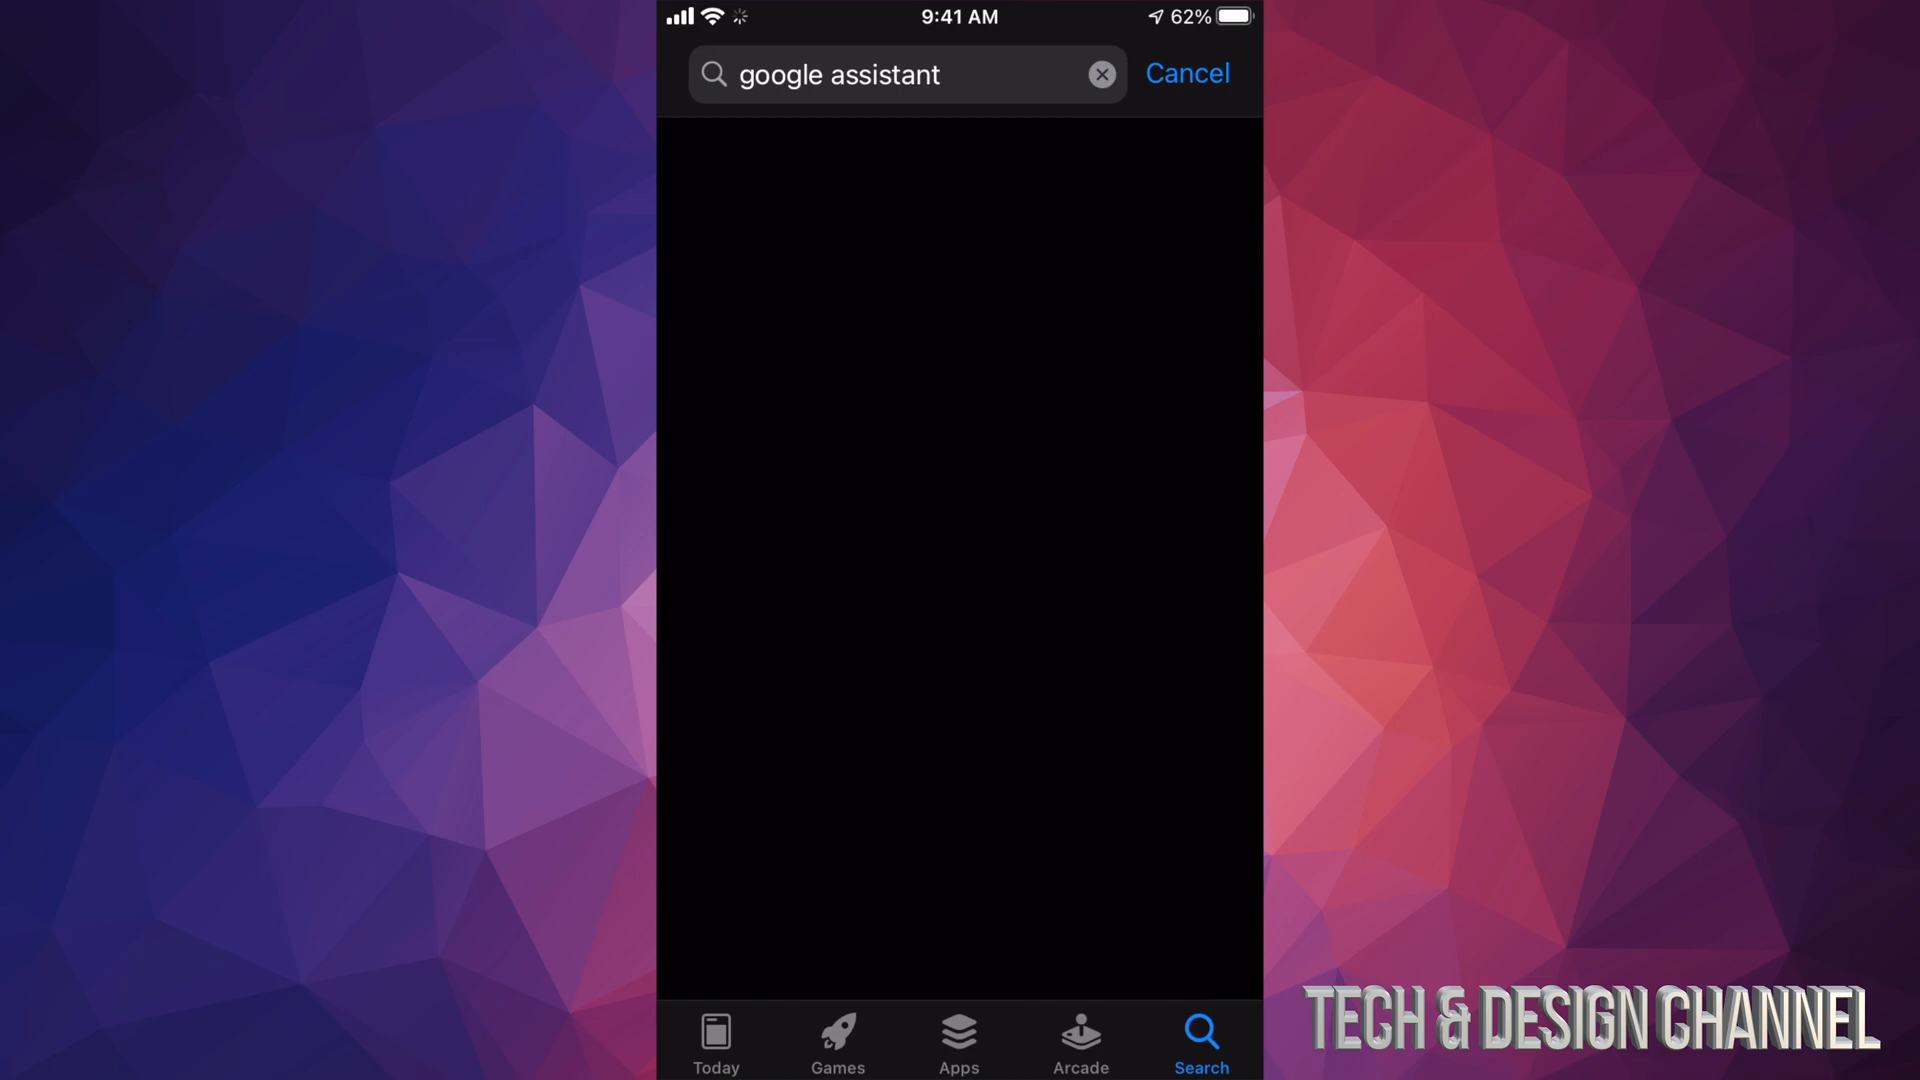 9:41 AM
62%
google assistant
Cancel
Today
Games
Apps
Arcade
Search
TECH & DESIGN CHANNEL